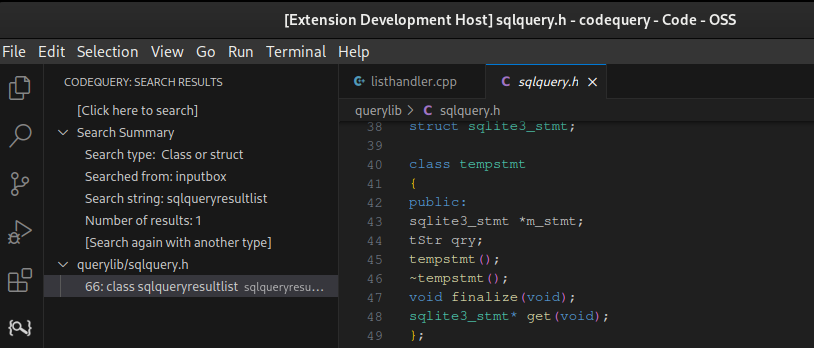 [Extension Development Host] sqlquery.h - codequery - Code - OSS
File Edit Selection View Go Run Terminal Help
CODEQUERY: SEARCH RESULTS
[Click here to search]
Search Summary
Search type: Class or struct
Searched from: inputbox
Search string: sqlqueryresultlist
Number of results: 1
[Search again with another type]
querylib/sqlquery.h
66: class sqlqueryresultlist sqlqueryresu...
listhandler.cpp C sqlquery.h ×
querylib > C sqlquery.h
38 struct sqlite3_stmt;
39
40 class tempstmt
41 {
42 public:
43 sqlite3_stmt *m_stmt;
44 tStr qry;
45 tempstmt();
46 ~tempstmt();
47 void finalize(void);
48 sqlite3_stmt* get(void);
49 };